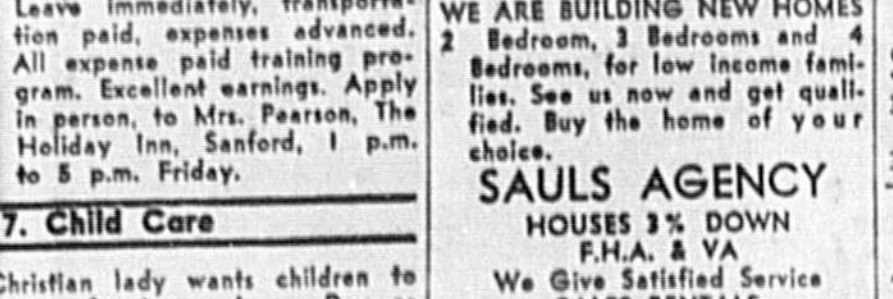 Leave immediately, transporta-
tion paid, expenses advanced.
All expense paid training pro-
gram. Excellent earnings. Apply
in person, to Mrs. Pearson, The
Holiday Inn, Sanford, 1 p.m.
to 5 p.m. Friday.
7. Child Care
Christian lady wants children to
WE ARE BUILDING NEW HOMES
2 Bedroom, 3 Bedrooms and 4
Bedrooms, for low income fami-
lies. See us now and get quali-
fied. Buy the home of your
choice.
SAULS AGENCY
HOUSES 3% DOWN
F.H.A. & VA
We Give Satisfied Service